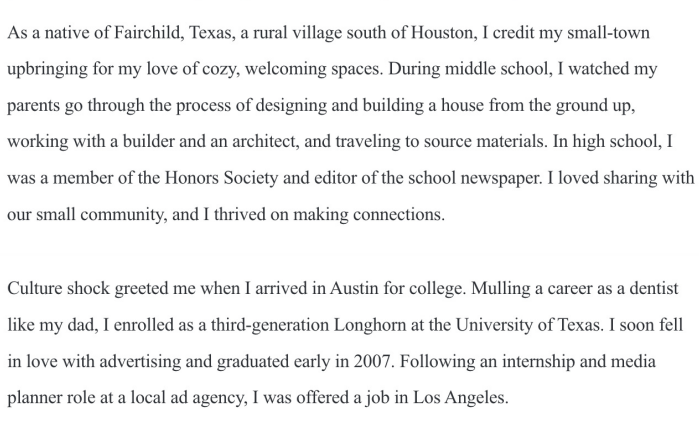 As a native of Fairchild, Texas, a rural village south of Houston, I credit my small-town
upbringing for my love of cozy, welcoming spaces. During middle school, I watched my
parents go through the process of designing and building a house from the ground up,
working with a builder and an architect, and traveling to source materials. In high school, I
was a member of the Honors Society and editor of the school newspaper. I loved sharing with
our small community, and I thrived on making connections.
Culture shock greeted me when I arrived in Austin for college. Mulling a career as a dentist
like my dad, I enrolled as a third-generation Longhorn at the University of Texas. I soon fell
in love with advertising and graduated early in 2007. Following an internship and media
planner role at a local ad agency, I was offered a job in Los Angeles.